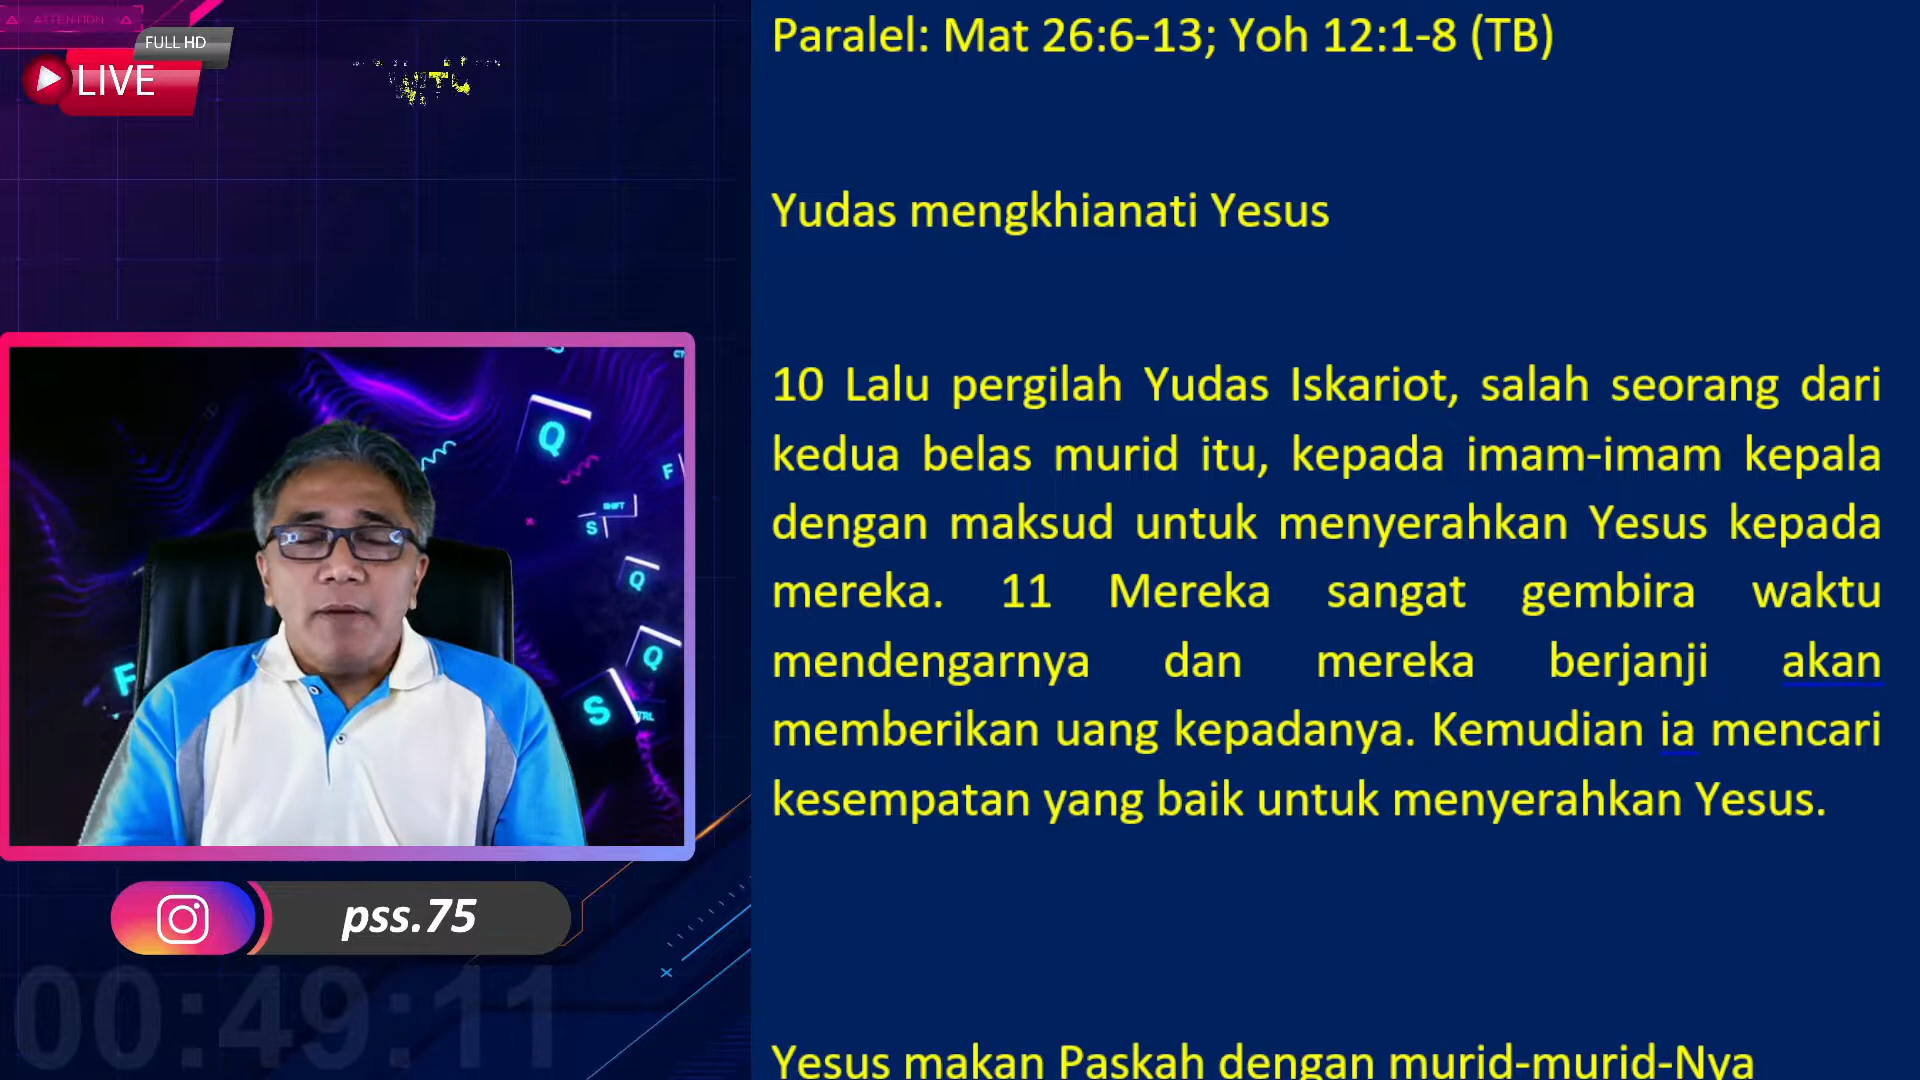 ATTENTION
FULL HD
LIVE
Paralel: Mat 26:6-13; Yoh 12:1-8 (TB)
Yudas mengkhianati Yesus
10 Lalu pergilah Yudas Iskariot, salah seorang dari
kedua belas murid itu, kepada imam-imam kepala
dengan maksud untuk menyerahkan Yesus kepada
mereka. 11 Mereka sangat gembira waktu
mendengarnya dan mereka berjanji akan
memberikan uang kepadanya. Kemudian ia mencari
kesempatan yang baik untuk menyerahkan Yesus.
Yesus makan Paskah dengan murid-murid-Nya
Q
F
SHIFT
S
Q
Q
F
S
pss.75
00:49:11